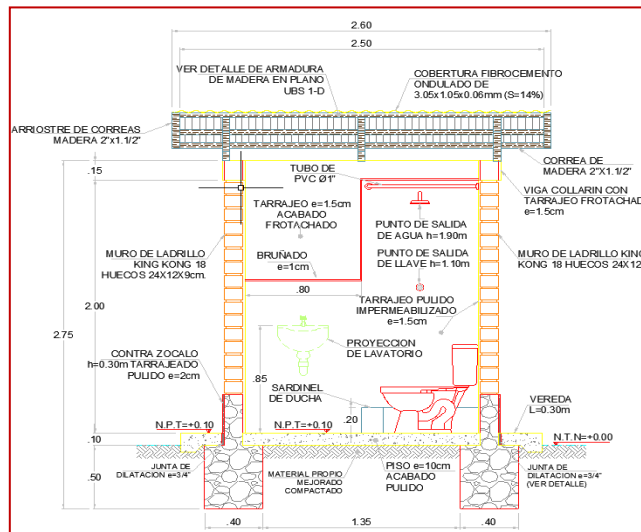 2.60
2.50
VER DETALLE DE ARMADURA
DE MADERA EN PLANO
UBS 1-D
COBERTURA FIBROCEMENTO
ONDULADO DE
3.05x1.05x0.06mm (S=14%)
ARRIOSTRE DE CORREAS
MADERA 2"x1.1/2"
CORREA DE
MADERA 2"X1.1/2"
.15
TUBO DE
PVC Ø1"
VIGA COLLARIN CON
TARRAJEO FROTACHAD
e=1.5cm
TARRAJEO e=1.5cm
ACABADO
FROTACHADO
PUNTO DE SALIDA
DE AGUA h=1.90m
MURO DE LADRILLO
KING KONG 18
HUECOS 24X12X9cm.
BRUÑADO
e=1cm
PUNTO DE SALIDA
DE LLAVE h=1.10m
MURO DE LADRILLO KING
KONG 18 HUECOS 24X12
.80
TARRAJEO PULIDO
IMPERMEABILIZADO
e=1.5cm
2.00
2.75
CONTRA ZOCALO
h=0.30m TARRAJEADO
PULIDO e=2cm
.85
PROYECCION
DE LAVATORIO
SARDINEL
DE DUCHA
.20
VEREDA
L=0.30m
N.P.T=+0.10
N.P.T=+0.10
N.T.N=+0.00
.10
JUNTA DE
DILATACION e=3/4"
MATERIAL PROPIO
MEJORADO
COMPACTADO
PISO e=10cm
ACABADO
PULIDO
JUNTA DE
DILATACION e=3/4"
(VER DETALLE)
.50
.40
1.35
.40